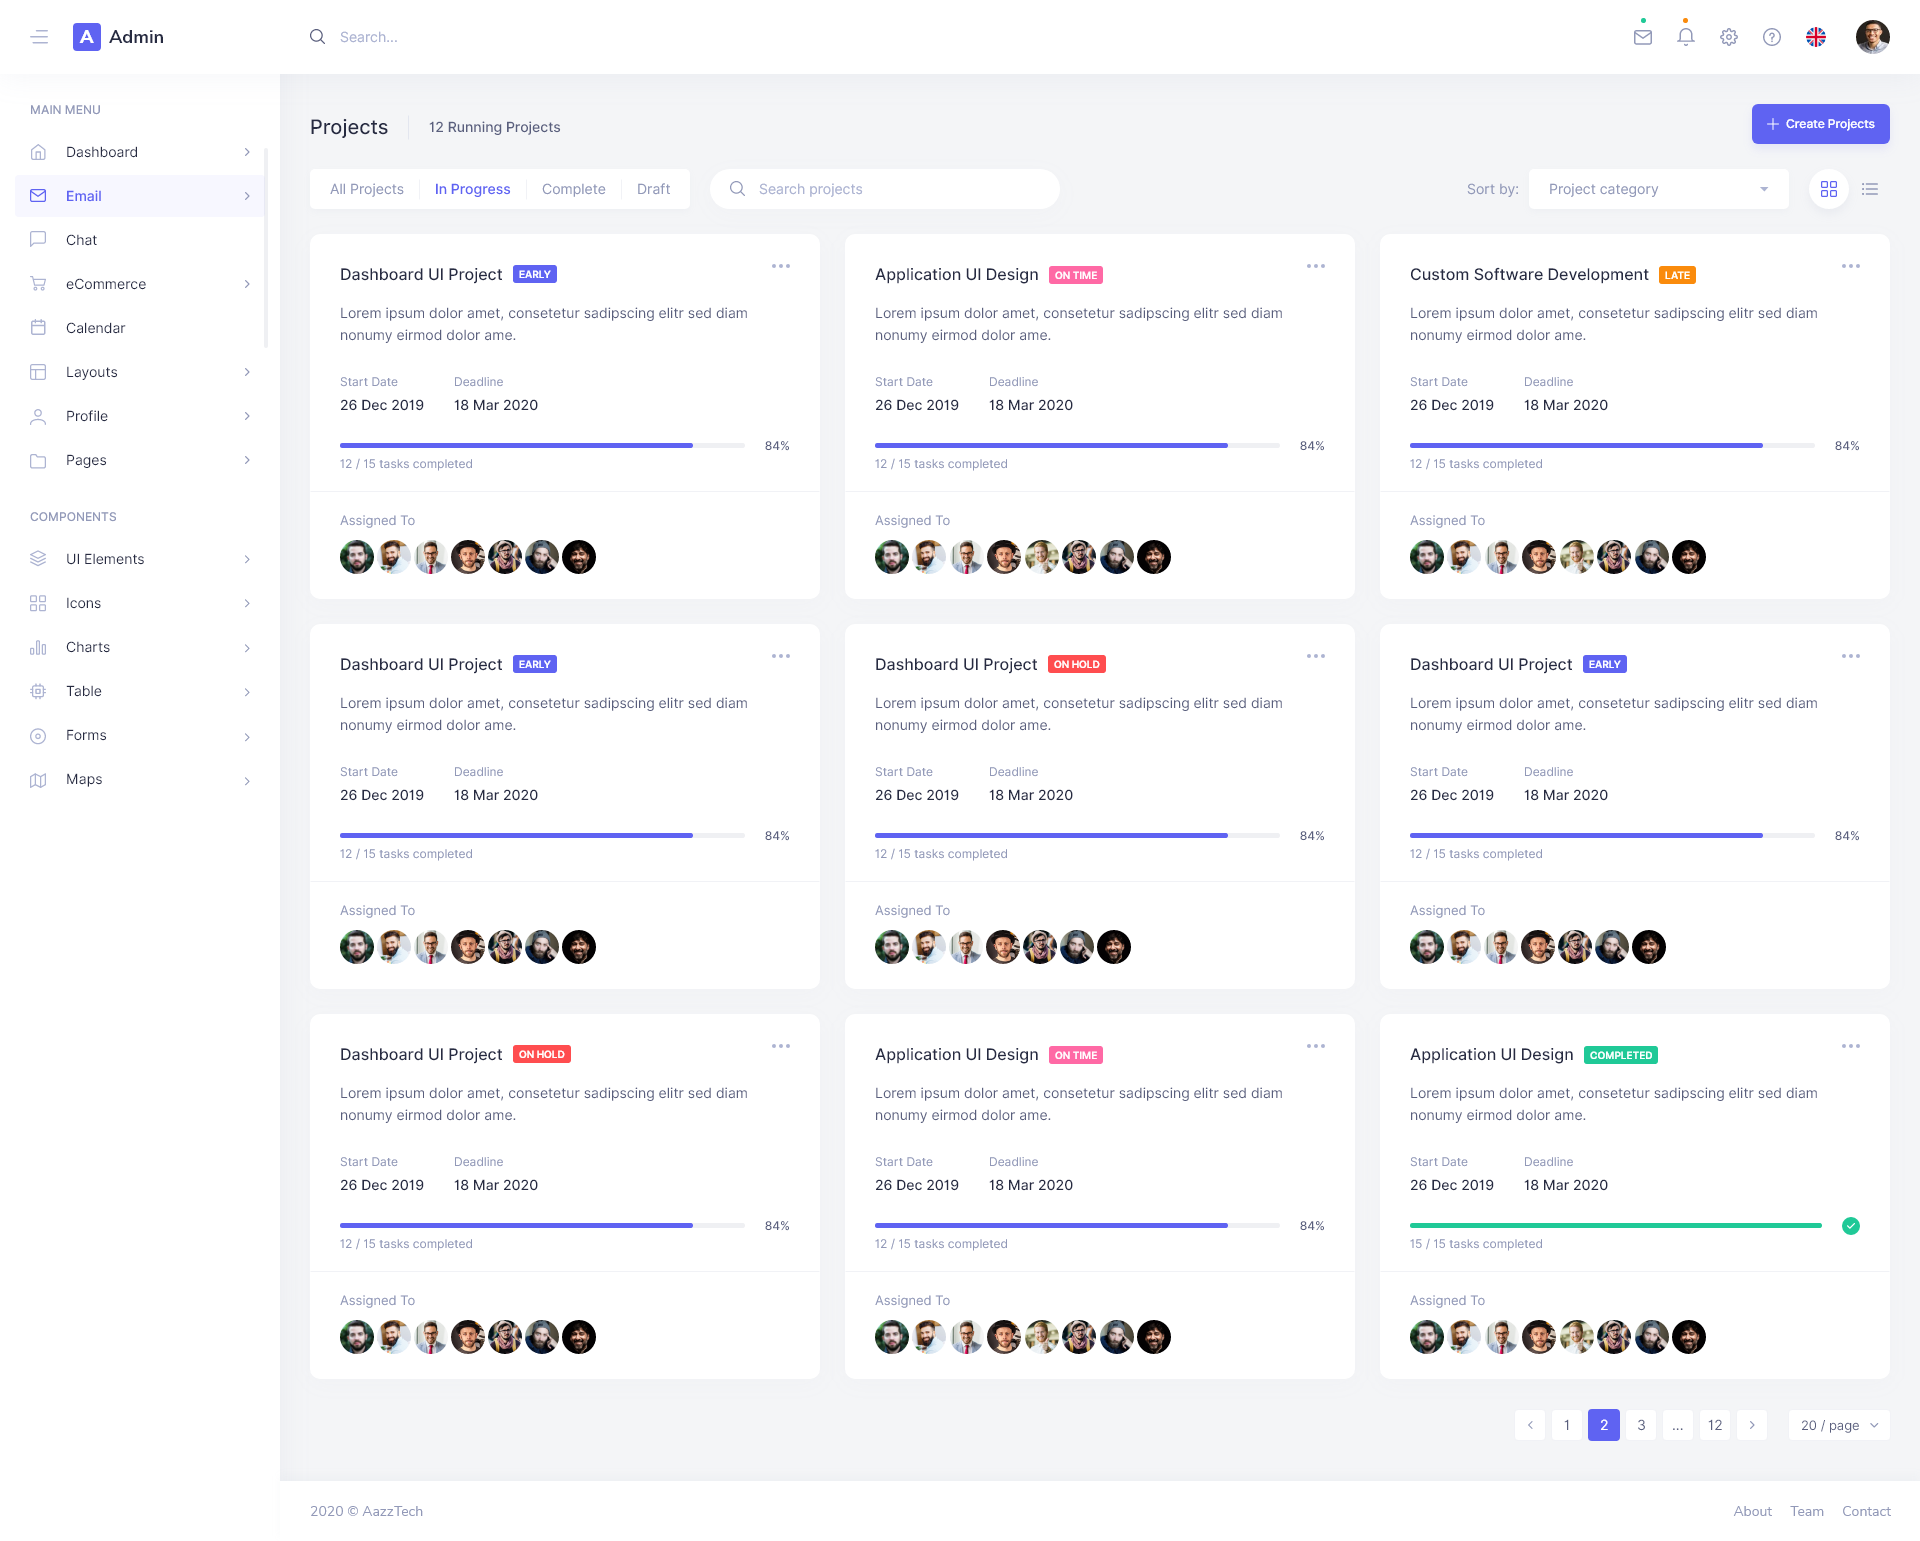 A Admin
Search...
MAIN MENU
Dashboard
Email
Chat
eCommerce
Calendar
Layouts
Profile
Pages
COMPONENTS
UI Elements
Icons
Charts
Table
Forms
Maps
Projects
12 Running Projects
+ Create Projects
All Projects
In Progress
Complete
Draft
Search projects
Sort by:
Project category
Dashboard UI Project EARLY
Lorem ipsum dolor amet, consetetur sadipscing elitr sed diam
nonumy eirmod dolor ame.
Start Date Deadline
26 Dec 2019 18 Mar 2020
84%
12 / 15 tasks completed
Assigned To
Application UI Design ON TIME
Lorem ipsum dolor amet, consetetur sadipscing elitr sed diam
nonumy eirmod dolor ame.
Start Date Deadline
26 Dec 2019 18 Mar 2020
84%
12 / 15 tasks completed
Assigned To
Custom Software Development LATE
Lorem ipsum dolor amet, consetetur sadipscing elitr sed diam
nonumy eirmod dolor ame.
Start Date Deadline
26 Dec 2019 18 Mar 2020
84%
12 / 15 tasks completed
Assigned To
Dashboard UI Project EARLY
Lorem ipsum dolor amet, consetetur sadipscing elitr sed diam
nonumy eirmod dolor ame.
Start Date Deadline
26 Dec 2019 18 Mar 2020
84%
12 / 15 tasks completed
Assigned To
Dashboard UI Project ON HOLD
Lorem ipsum dolor amet, consetetur sadipscing elitr sed diam
nonumy eirmod dolor ame.
Start Date Deadline
26 Dec 2019 18 Mar 2020
84%
12 / 15 tasks completed
Assigned To
Dashboard UI Project EARLY
Lorem ipsum dolor amet, consetetur sadipscing elitr sed diam
nonumy eirmod dolor ame.
Start Date Deadline
26 Dec 2019 18 Mar 2020
84%
12 / 15 tasks completed
Assigned To
Dashboard UI Project ON HOLD
Lorem ipsum dolor amet, consetetur sadipscing elitr sed diam
nonumy eirmod dolor ame.
Start Date Deadline
26 Dec 2019 18 Mar 2020
84%
12 / 15 tasks completed
Assigned To
Application UI Design ON TIME
Lorem ipsum dolor amet, consetetur sadipscing elitr sed diam
nonumy eirmod dolor ame.
Start Date Deadline
26 Dec 2019 18 Mar 2020
84%
12 / 15 tasks completed
Assigned To
Application UI Design COMPLETED
Lorem ipsum dolor amet, consetetur sadipscing elitr sed diam
nonumy eirmod dolor ame.
Start Date Deadline
26 Dec 2019 18 Mar 2020
15 / 15 tasks completed
Assigned To
1 2 3 ... 12 20 / page
2020 © AazzTech
About Team Contact